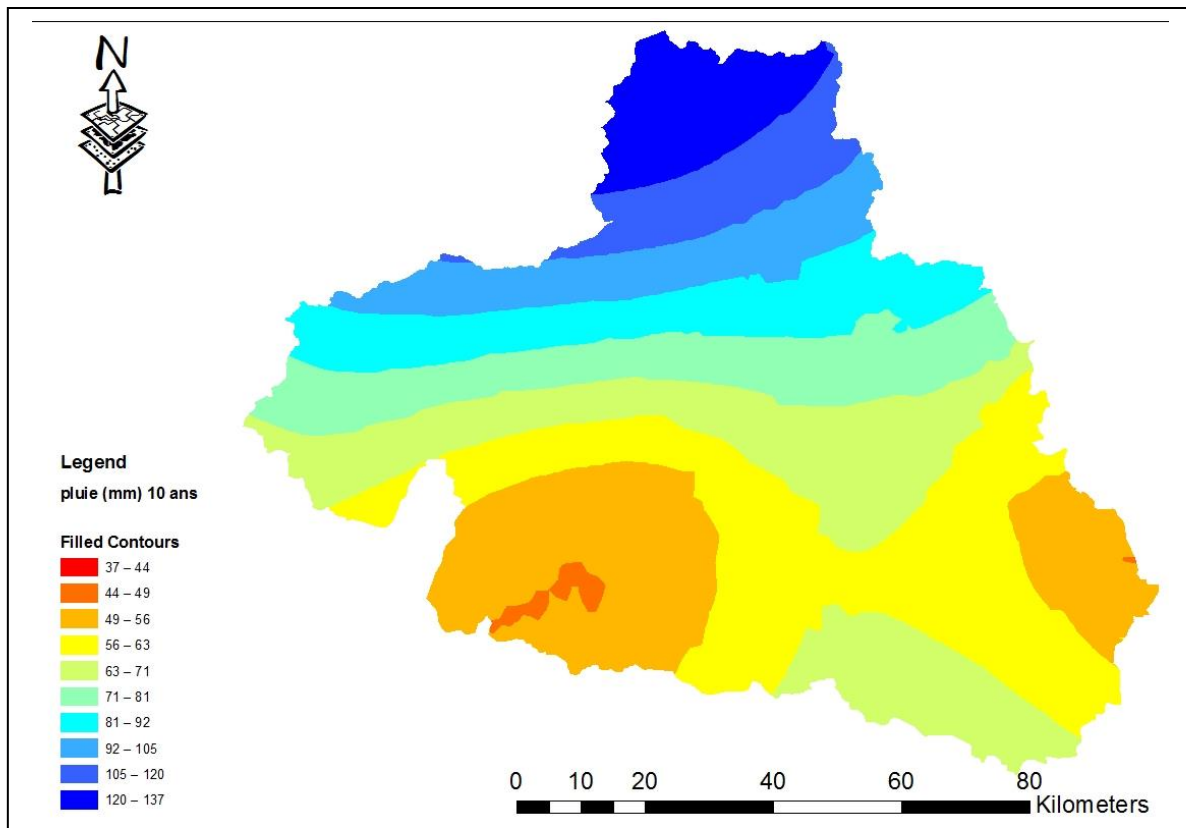 N
Legend
pluie (mm) 10 ans
Filled Contours
37 – 44
44 – 49
49 – 56
56 – 63
63 – 71
71 – 81
81 – 92
92 – 105
105 – 120
120 – 137
0 10 20 40 60 80
Kilometers